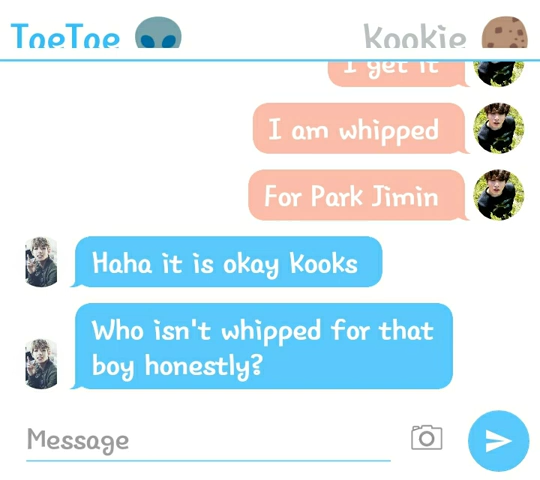 TaeTae
Kookie
I get it
I am whipped
For Park Jimin
Haha it is okay Kooks
Who isn't whipped for that
boy honestly?
Message